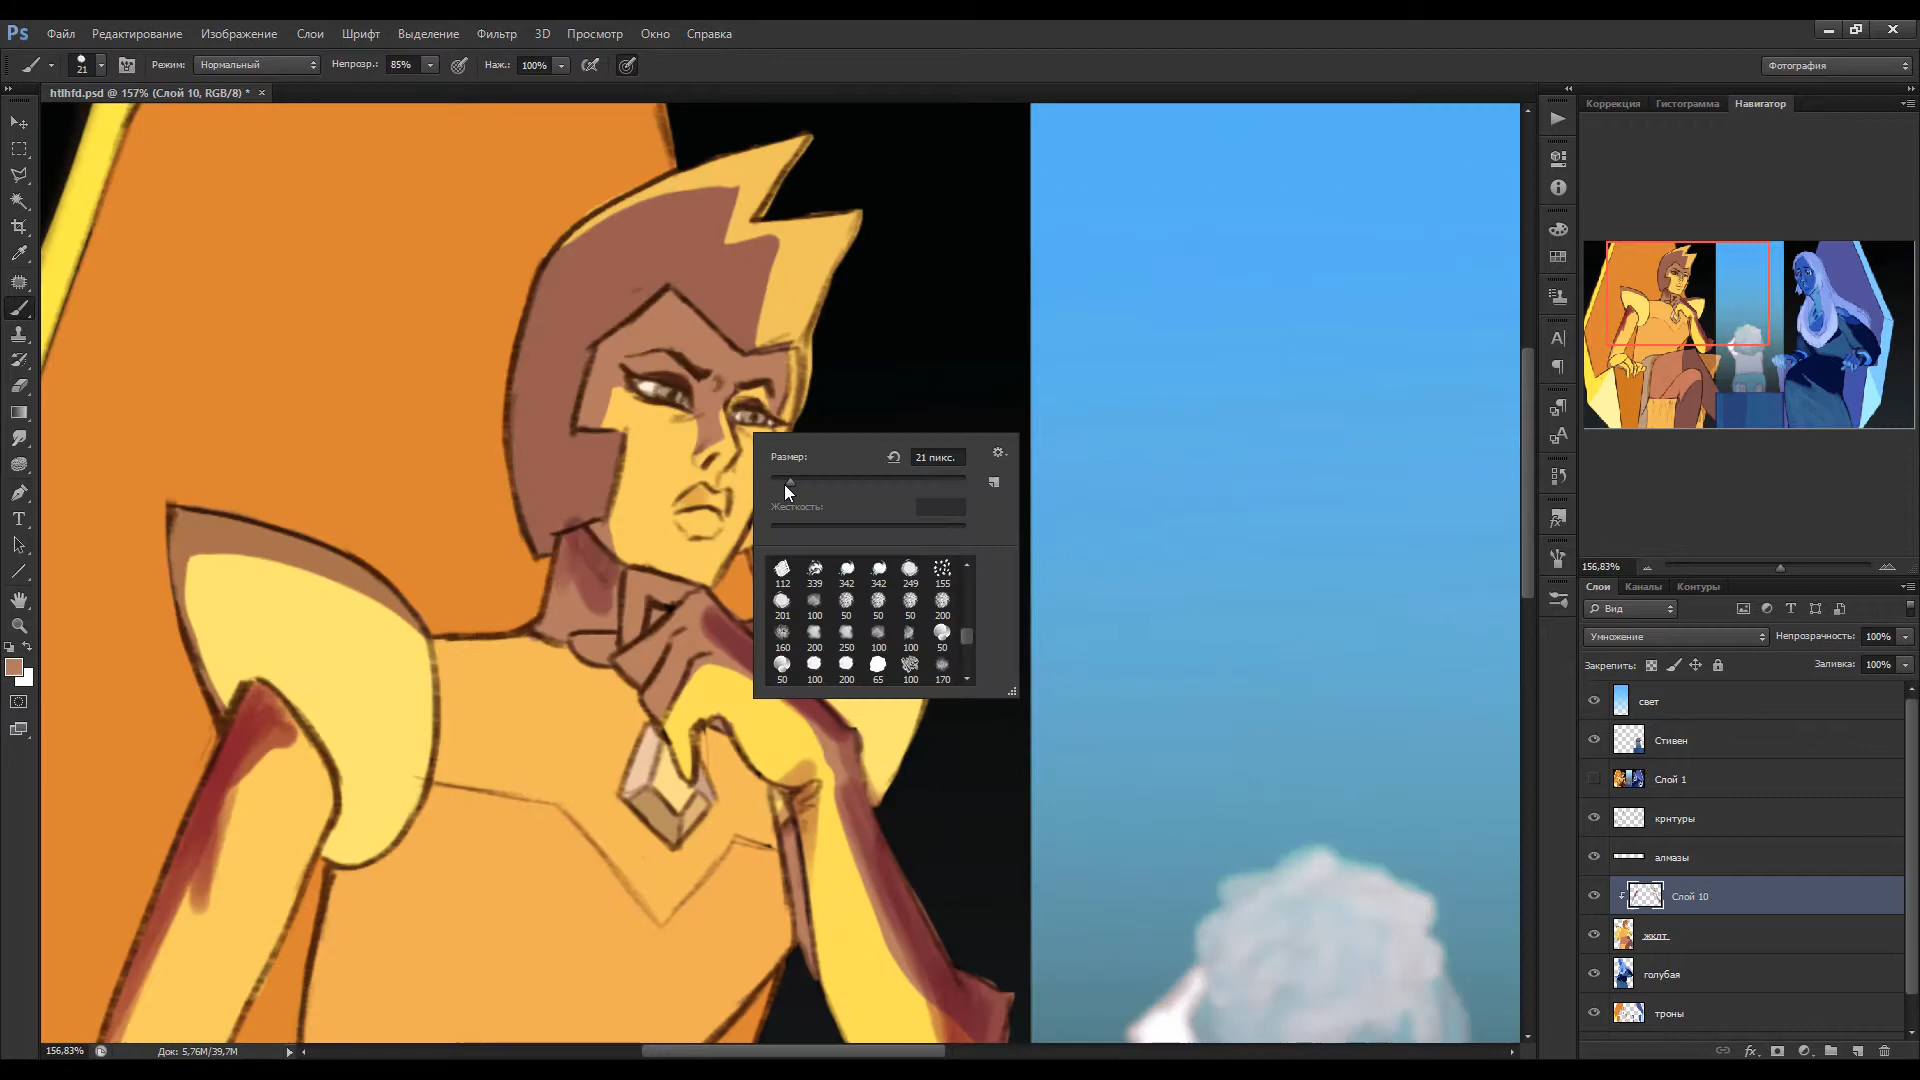 Ps Файл Редактирование Изображение Слои Шрифт Выделение Фильтр 3D Просмотр Окно Справка
21 Режим: Нормальный Непрозр.: 85% Наж.: 100% Фотография
htlhfd.psd @ 157% (Слой 10, RGB/8) * ×
Коррекция Гистограмма Навигатор
Размер: 21 пикс.
Жесткость:
112 339 342 342 249 155
201 100 50 50 50 200
160 200 250 100 100 50
50 100 200 65 100 170
156,83%
Слои Каналы Контуры
Вид
Умножение Непрозрачность: 100%
Закрепить: Заливка: 100%
свет
Стивен
Слой 1
крнтуры
алмазы
Слой 10
жклт
голубая
троны
156,83% Док: 5,76M/39,7M